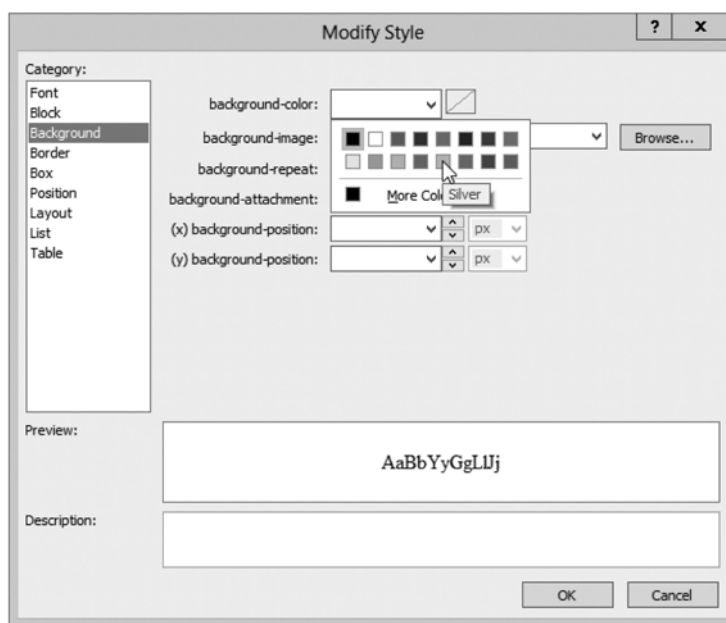 Modify Style
? x
Category:
Font
Block
Background
Border
Box
Position
Layout
List
Table
background-color:
background-image:
Browse...
background-repeat:
background-attachment:
More Col
Silver
(x) background-position:
px
(y) background-position:
px
Preview:
AaBbYyGgLlJj
Description:
OK
Cancel